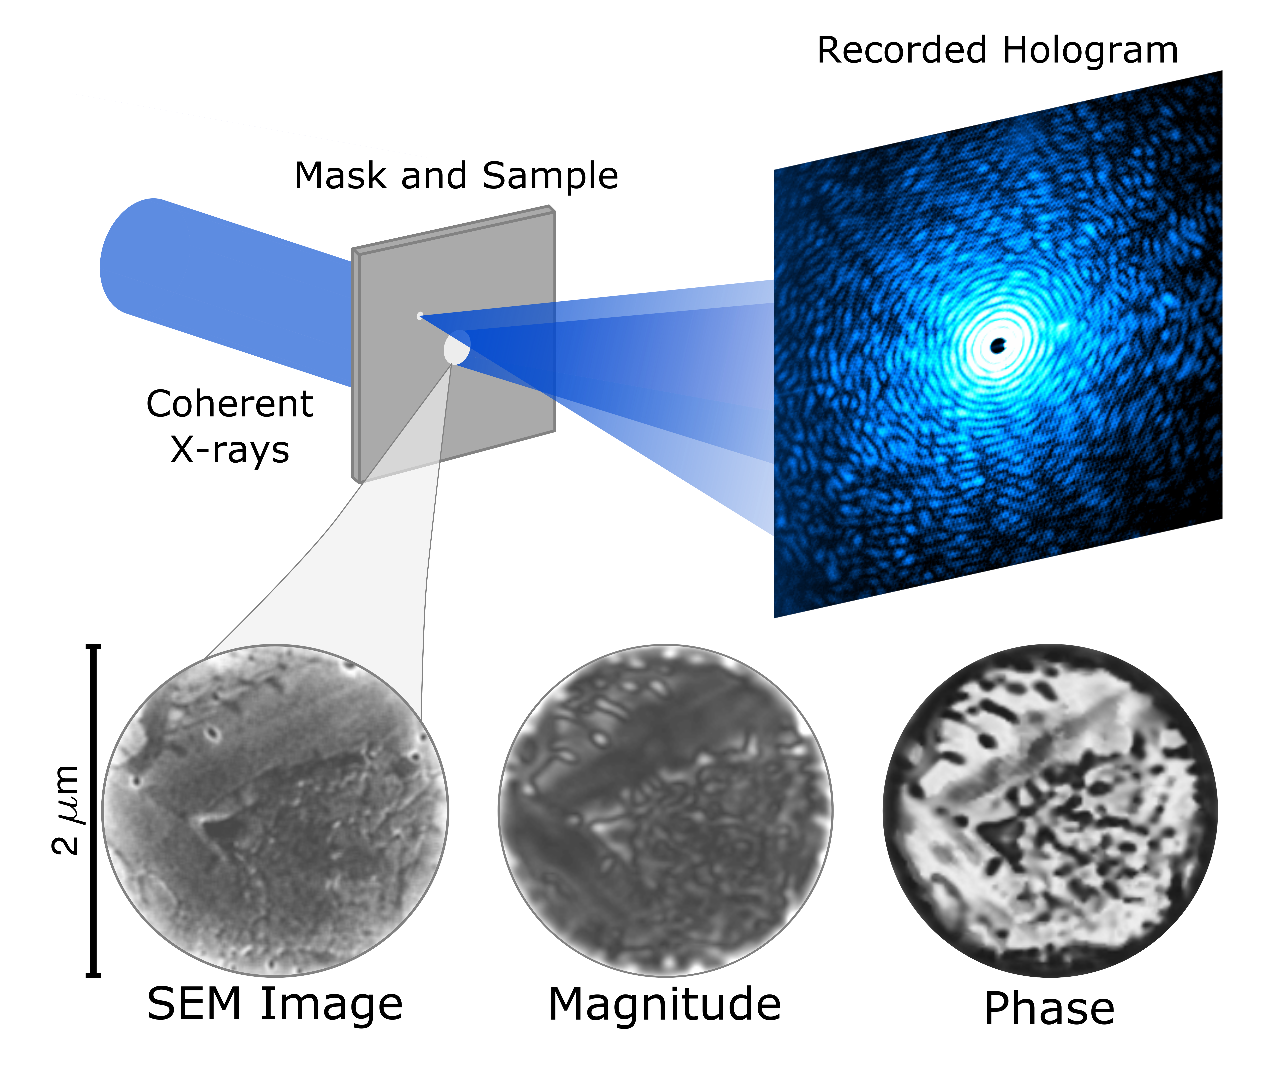 Recorded Hologram
Mask and Sample
Coherent
X-rays
2 μm
SEM Image
Magnitude
Phase